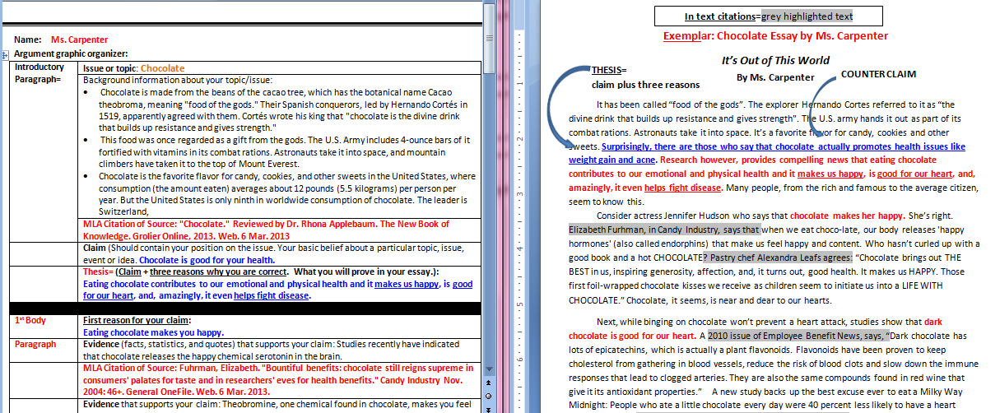 Name: Ms. Carpenter
Argument graphic organizer:
Introductory
Paragraph=
Issue or topic: Chocolate
Background information about your topic/issue:
• Chocolate is made from the beans of the cacao tree, which has the botanical name Cacao
theobroma, meaning "food of the gods." Their Spanish conquerors, led by Hernando Cortés in
1519, apparently agreed with them. Cortés wrote his king that "chocolate is the divine drink
that builds up resistance and gives strength."
• This food was once regarded as a gift from the gods. The U.S. Army includes 4-ounce bars of it
fortified with vitamins in its combat rations. Astronauts take it into space, and mountain
climbers have taken it to the top of Mount Everest.
• Chocolate is the favorite flavor for candy, cookies, and other sweets in the United States, where
consumption (the amount eaten) averages about 12 pounds (5.5 kilograms) per person per
year. But the United States is only ninth in worldwide consumption of chocolate. The leader is
Switzerland,
MLA Citation of Source: "Chocolate." Reviewed by Dr. Rhona Applebaum. The New Book of
Knowledge. Grolier Online, 2013. Web. 6 Mar. 2013
Claim (Should contain your position on the issue. Your basic belief about a particular topic, issue,
event or idea. Chocolate is good for your health.
Thesis= (Claim + three reasons why you are correct. What you will prove in your essay.):
Eating chocolate contributes to our emotional and physical health and it makes us happy, is good
for our heart, and, amazingly, it even helps fight disease.
1st Body
Paragraph
First reason for your claim:
Eating chocolate makes you happy.
Evidence (facts, statistics, and quotes) that supports your claim: Studies recently have indicated
that chocolate releases the happy chemical serotonin in the brain.
MLA Citation of Source: Fuhrman, Elizabeth. "Bountiful benefits: chocolate still reigns supreme in
consumers' palates for taste and in researchers' eves for health benefits." Candy Industry Nov.
2004: 46+. General OneFile. Web. 6 Mar. 2013.
Evidence that supports your claim: Theobromine, one chemical found in chocolate, makes you feel
1
2
3
4
5
6
In text citations=grey highlighted text
Exemplar: Chocolate Essay by Ms. Carpenter
It's Out of This World
By Ms. Carpenter
THESIS=
claim plus three reasons
COUNTER CLAIM
It has been called "food of the gods". The explorer Hernando Cortes referred to it as "the
divine drink that builds up resistance and gives strength". The U.S. army hands it out as part of its
combat rations. Astronauts take it into space. It's a favorite flavor for candy, cookies and other
sweets. Surprisingly, there are those who say that chocolate actually promotes health issues like
weight gain and acne. Research however, provides compelling news that eating chocolate
contributes to our emotional and physical health and it makes us happy, is good for our heart, and,
amazingly, it even helps fight disease. Many people, from the rich and famous to the average citizen,
seem to know this.
Consider actress Jennifer Hudson who says that chocolate makes her happy. She's right.
Elizabeth Furhman, in Candy Industry, says that when we eat choco-late, our body releases 'happy
hormones' (also called endorphins) that make us feel happy and content. Who hasn't curled up with a
good book and a hot CHOCOLATE? Pastry chef Alexandra Leafs agrees: "Chocolate brings out THE
BEST in us, inspiring generosity, affection, and, it turns out, good health. It makes us HAPPY. Those
first foil-wrapped chocolate kisses we receive as children seem to initiate us into a LIFE WITH
CHOCOLATE." Chocolate, it seems, is near and dear to our hearts.
Next, while binging on chocolate won't prevent a heart attack, studies show that dark
chocolate is good for our heart. A 2010 issue of Employee Benefit News, says, "Dark chocolate has
lots of epicatechins, which is actually a plant flavonoids. Flavonoids have been proven to keep
cholesterol from gathering in blood vessels, reduce the risk of blood clots and slow down the immune
responses that lead to clogged arteries. They are also the same compounds found in red wine that
give it its antioxidant properties." A new study backs up the best excuse ever to eat a Milky Way
Midnight: People who ate a little chocolate every day were 40 percent less likely to have a heart